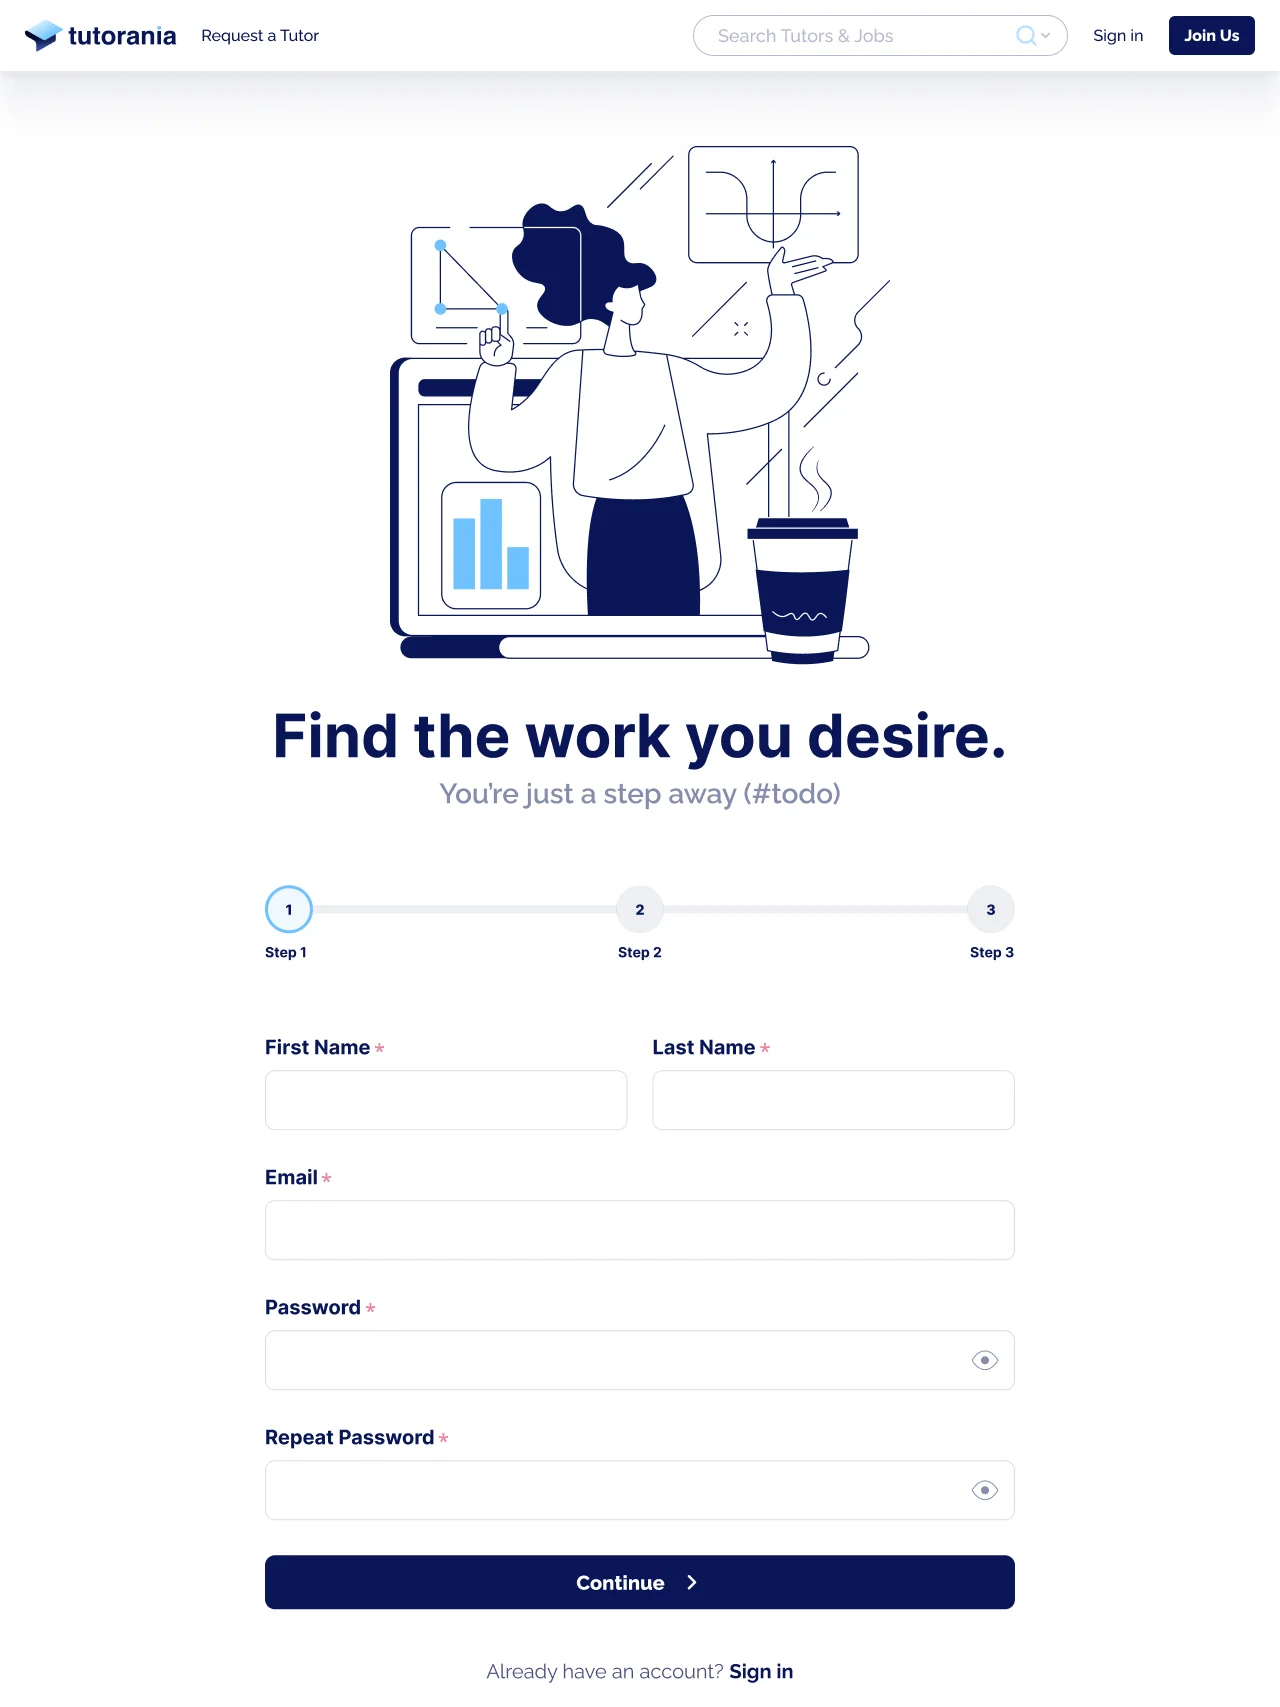 tutorania Request a Tutor Search Tutors & Jobs Sign in Join Us
Find the work you desire.
You're just a step away (#todo)
1 2 3
Step 1 Step 2 Step 3
First Name * Last Name *
Email *
Password *
Repeat Password *
Continue
Already have an account? Sign in